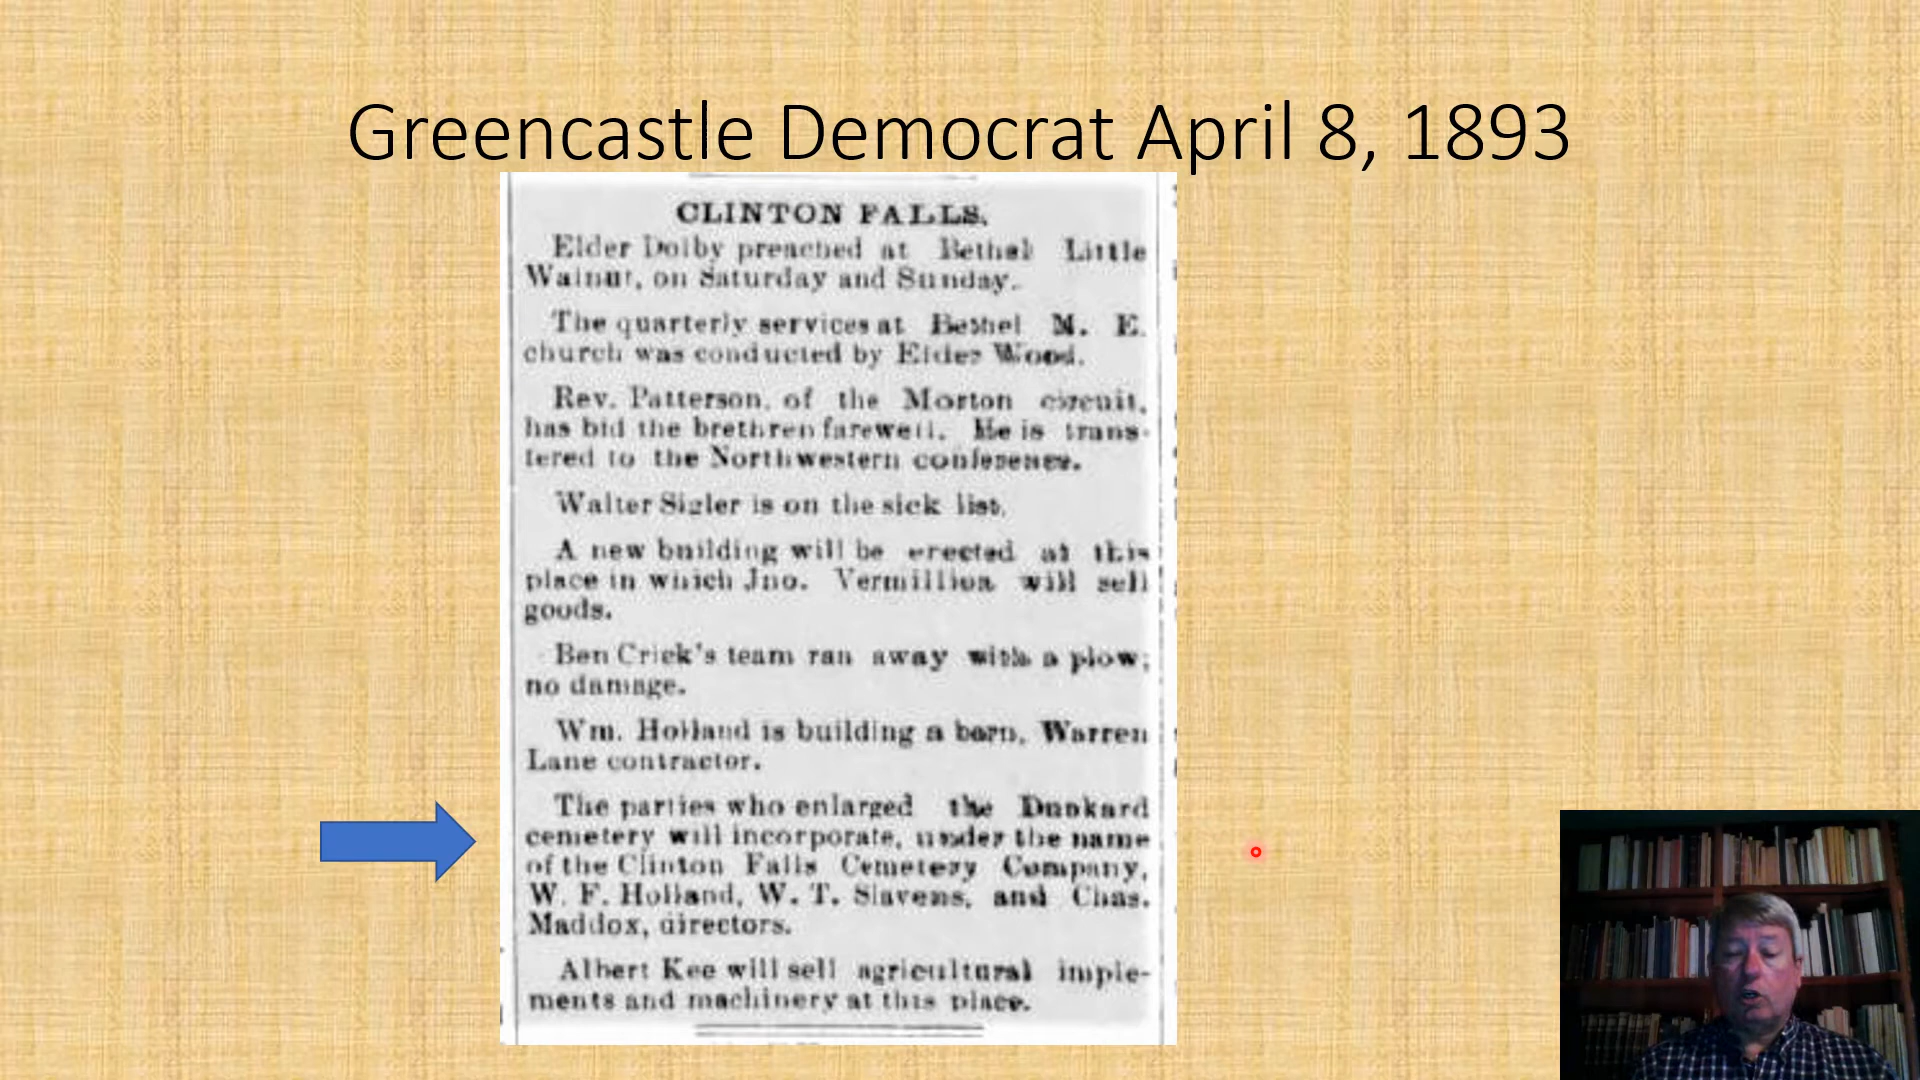 Greencastle Democrat April 8, 1893
CLINTON FALLS.
Elder Dolby preached at Bethel Little
Walnut, on Saturday and Sunday.
The quarterly services at Bethel M. E.
church was conducted by Elder Wood.
Rev. Patterson, of the Morton circuit,
has bid the brethren farewell. He is trans-
fered to the Northwestern conference.
Walter Sigler is on the sick list.
A new building will be erected at this
place in which Jno. Vermillion will sell
goods.
Ben Crick's team ran away with a plow;
no damage.
Wm. Holland is building a barn, Warren
Lane contractor.
The parties who enlarged the Dunkard
cemetery will incorporate, under the name
of the Clinton Falls Cemetery Company,
W. F. Holland, W. T. Slavens, and Chas.
Maddox, directors.
Albert Kee will sell agricultural imple-
ments and machinery at this place.